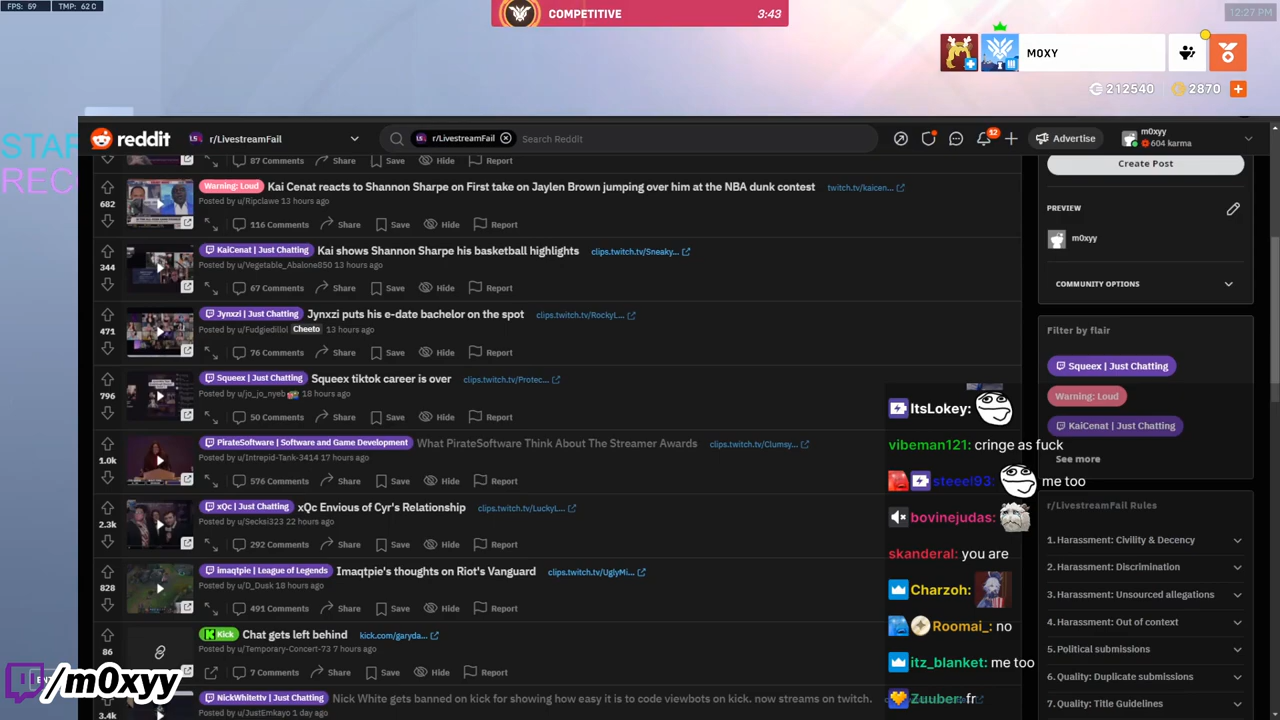 FPS: 59 TMP: 62 C
COMPETITIVE 3:43
12:27 PM
MOXY
212540 2870
STAR
REC
reddit r/LivestreamFail r/LivestreamFail Search Reddit 12 Advertise m0xyy 604 karma
87 Comments Share Save Hide Report
Create Post
682 Warning: Loud Kai Cenat reacts to Shannon Sharpe on First take on Jaylen Brown jumping over him at the NBA dunk contest twitch.tv/kaicen...
Posted by u/Ripclawe 13 hours ago
116 Comments Share Save Hide Report
PREVIEW
m0xyy
344 KaiCenat | Just Chatting Kai shows Shannon Sharpe his basketball highlights clips.twitch.tv/Sneaky...
Posted by u/Vegetable_Abalone850 13 hours ago
67 Comments Share Save Hide Report
COMMUNITY OPTIONS
471 Jynxzi | Just Chatting Jynxzi puts his e-date bachelor on the spot clips.twitch.tv/RockyL...
Posted by u/Fudgiedillol Cheeto 13 hours ago
76 Comments Share Save Hide Report
Filter by flair
Squeex | Just Chatting
Warning: Loud
KaiCenat | Just Chatting
See more
796 Squeex | Just Chatting Squeex tiktok career is over clips.twitch.tv/Protec...
Posted by u/jo_jo_nyeb 18 hours ago
50 Comments Share Save Hide Report
1.0k PirateSoftware | Software and Game Development What PirateSoftware Think About The Streamer Awards clips.twitch.tv/Clumsy...
Posted by u/Intrepid-Tank-3414 17 hours ago
576 Comments Share Save Hide Report
2.3k xQc | Just Chatting xQc Envious of Cyr's Relationship clips.twitch.tv/LuckyL...
Posted by u/Secksi323 22 hours ago
292 Comments Share Save Hide Report
828 imaqtpie | League of Legends Imaqtpie's thoughts on Riot's Vanguard clips.twitch.tv/UglyMi...
Posted by u/D_Dusk 18 hours ago
491 Comments Share Save Hide Report
86 Kick Chat gets left behind kick.com/garyda...
Posted by u/Temporary-Concert-73 7 hours ago
7 Comments Share Save Hide Report
3.4k NickWhitettv | Just Chatting Nick White gets banned on kick for showing how easy it is to code viewbots on kick. now streams on twitch.
Posted by u/JustEmkayo 1 day ago
ItsLokey:
vibeman121: cringe as fuck
steeel93: me too
bovinejudas:
skanderal: you are
Charzoh:
Roomai_: no
itz_blanket: me too
Zuuber: fr
r/LivestreamFail Rules
1. Harassment: Civility & Decency
2. Harassment: Discrimination
3. Harassment: Unsourced allegations
4. Harassment: Out of context
5. Political submissions
6. Quality: Duplicate submissions
7. Quality: Title Guidelines
/m0xyy